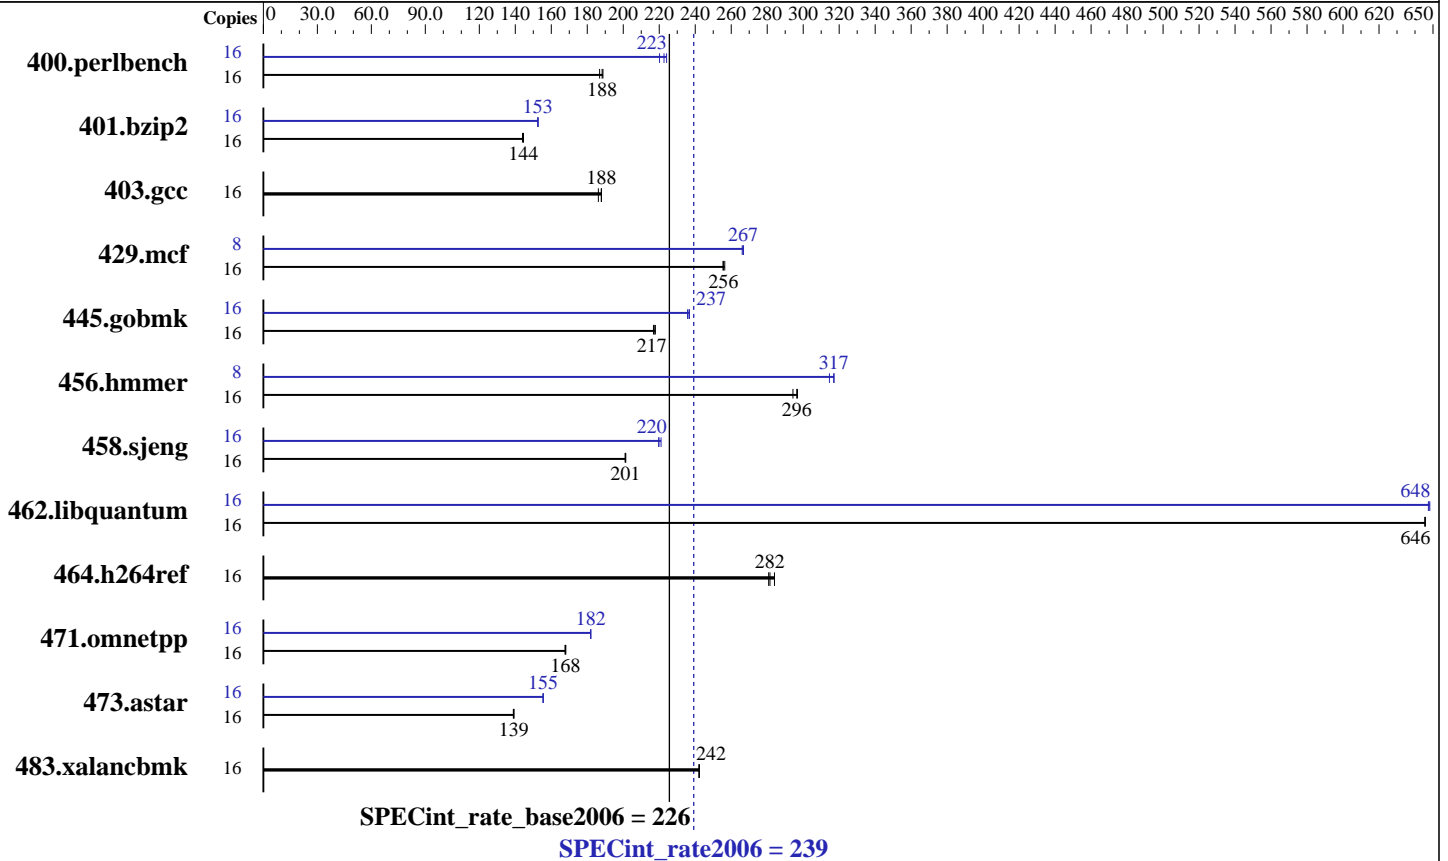 Copies 0 30.0 60.0 90.0 120 140 160 180 200 220 240 260 280 300 320 340 360 380 400 420 440 460 480 500 520 540 560 580 600 620 650
400.perlbench 16 223
16 188
401.bzip2 16 153
16 144
403.gcc 16 188
429.mcf 8 267
16 256
445.gobmk 16 237
16 217
456.hmmer 8 317
16 296
458.sjeng 16 220
16 201
462.libquantum 16 648
16 646
464.h264ref 16 282
471.omnetpp 16 182
16 168
473.astar 16 155
16 139
483.xalancbmk 16 242
SPECint_rate_base2006 = 226
SPECint_rate2006 = 239